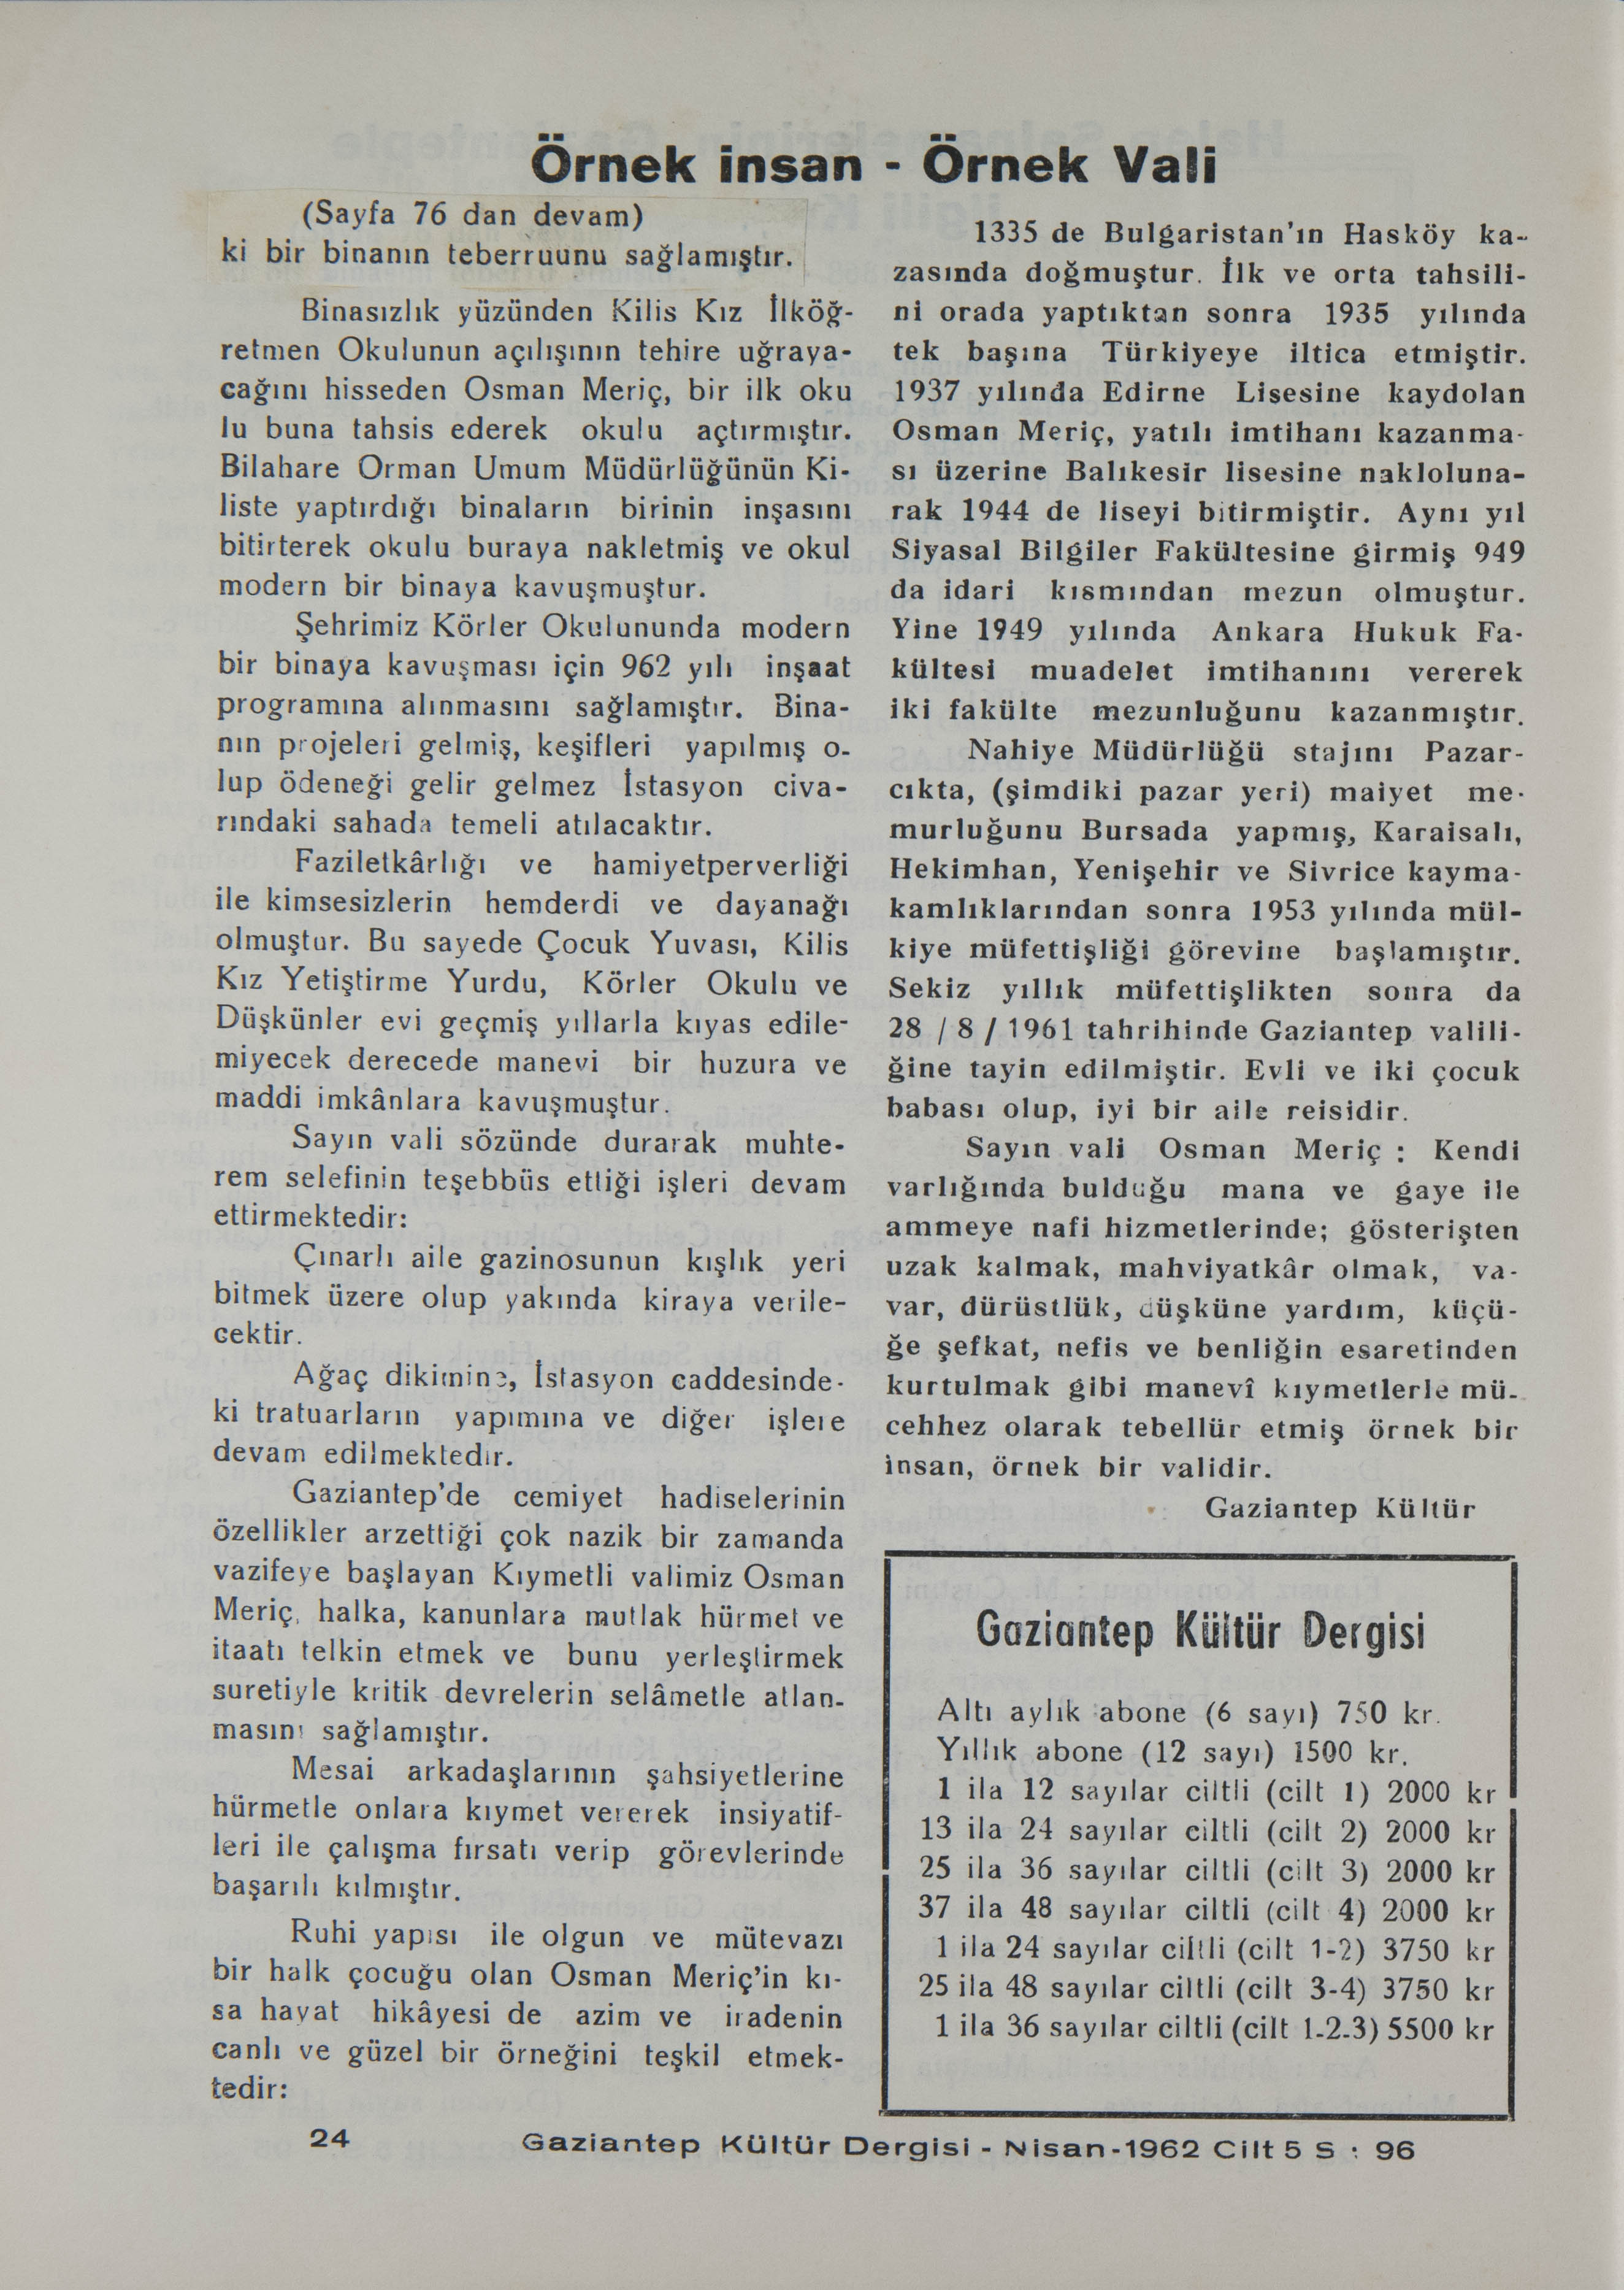 Örnek insan - Örnek Vali
(Sayfa 76 dan devam)
ki bir binanın teberruunu sağlamıştır.
Binasızlık yüzünden Kilis Kız İlköğ-
retmen Okulunun açılışının tehire uğraya-
cağını hisseden Osman Meriç, bir ilk oku
lu buna tahsis ederek okulu açtırmıştır.
Bilahare Orman Umum Müdürlüğünün Ki-
liste yaptırdığı binaların birinin inşasını
bitirterek okulu buraya nakletmiş ve okul
modern bir binaya kavuşmuştur.
Şehrimiz Körler Okulununda modern
bir binaya kavuşması için 962 yılı inşaat
programına alınmasını sağlamıştır. Bina-
nın projeleri gelmiş, keşifleri yapılmış o-
lup ödeneği gelir gelmez İstasyon civa-
rındaki sahada temeli atılacaktır.
Faziletkârlığı ve hamiyetperverliği
ile kimsesizlerin hemderdi ve dayanağı
olmuştur. Bu sayede Çocuk Yuvası, Kilis
Kız Yetiştirme Yurdu, Körler Okulu ve
Düşkünler evi geçmiş yıllarla kıyas edile-
miyecek derecede manevi bir huzura ve
maddi imkânlara kavuşmuştur.
Sayın vali sözünde durarak muhte-
rem selefinin teşebbüs ettiği işleri devam
ettirmektedir:
Çınarlı aile gazinosunun kışlık yeri
bitmek üzere olup yakında kiraya verile-
cektir.
Ağaç dikimine, İstasyon caddesinde-
ki tratuarların yapımına ve diğer işlere
devam edilmektedir.
Gaziantep'de cemiyet hadiselerinin
özellikler arzettiği çok nazik bir zamanda
vazifeye başlayan Kıymetli valimiz Osman
Meriç, halka, kanunlara mutlak hürmet ve
itaatı telkin etmek ve bunu yerleştirmek
suretiyle kritik devrelerin selâmetle atlan-
masını sağlamıştır.
Mesai arkadaşlarının şahsiyetlerine
hürmetle onlara kıymet vererek insiyatif-
leri ile çalışma fırsatı verip görevlerinde
başarılı kılmıştır.
Ruhi yapısı ile olgun ve mütevazı
bir halk çocuğu olan Osman Meriç'in kı-
sa hayat hikâyesi de azim ve iradenin
canlı ve güzel bir örneğini teşkil etmek-
tedir:
1335 de Bulgaristan'ın Hasköy ka-
zasında doğmuştur. İlk ve orta tahsili-
ni orada yaptıktan sonra 1935 yılında
tek başına Türkiyeye iltica etmiştir.
1937 yılında Edirne Lisesine kaydolan
Osman Meriç, yatılı imtihanı kazanma-
sı üzerine Balıkesir lisesine nakloluna-
rak 1944 de liseyi bitirmiştir. Aynı yıl
Siyasal Bilgiler Fakültesine girmiş 949
da idari kısmından mezun olmuştur.
Yine 1949 yılında Ankara Hukuk Fa-
kültesi muadelet imtihanını vererek
iki fakülte mezunluğunu kazanmıştır.
Nahiye Müdürlüğü stajını Pazar-
cıkta, (şimdiki pazar yeri) maiyet me-
murluğunu Bursada yapmış, Karaisalı,
Hekimhan, Yenişehir ve Sivrice kayma-
kamlıklarından sonra 1953 yılında mül-
kiye müfettişliği görevine başlamıştır.
Sekiz yıllık müfettişlikten sonra da
28 / 8 / 1961 tahrihinde Gaziantep valili-
ğine tayin edilmiştir. Evli ve iki çocuk
babası olup, iyi bir aile reisidir.
Sayın vali Osman Meriç : Kendi
varlığında bulduğu mana ve gaye ile
ammeye nafi hizmetlerinde; gösterişten
uzak kalmak, mahviyatkâr olmak, va-
var, dürüstlük, düşküne yardım, küçü-
ğe şefkat, nefis ve benliğin esaretinden
kurtulmak gibi manevî kıymetlerle mü-
cehhez olarak tebellür etmiş örnek bir
insan, örnek bir validir.
Gaziantep Kültür
Gaziantep Kültür Dergisi
Altı aylık abone (6 sayı) 750 kr.
Yıllık abone (12 sayı) 1500 kr.
1 ila 12 sayılar ciltli (cilt 1) 2000 kr
13 ila 24 sayılar ciltli (cilt 2) 2000 kr
25 ila 36 sayılar ciltli (cilt 3) 2000 kr
37 ila 48 sayılar ciltli (cilt 4) 2000 kr
1 ila 24 sayılar ciltli (cilt 1-2) 3750 kr
25 ila 48 sayılar ciltli (cilt 3-4) 3750 kr
1 ila 36 sayılar ciltli (cilt 1-2-3) 5500 kr
24 Gaziantep Kültür Dergisi - Nisan-1962 Cilt 5 S : 96